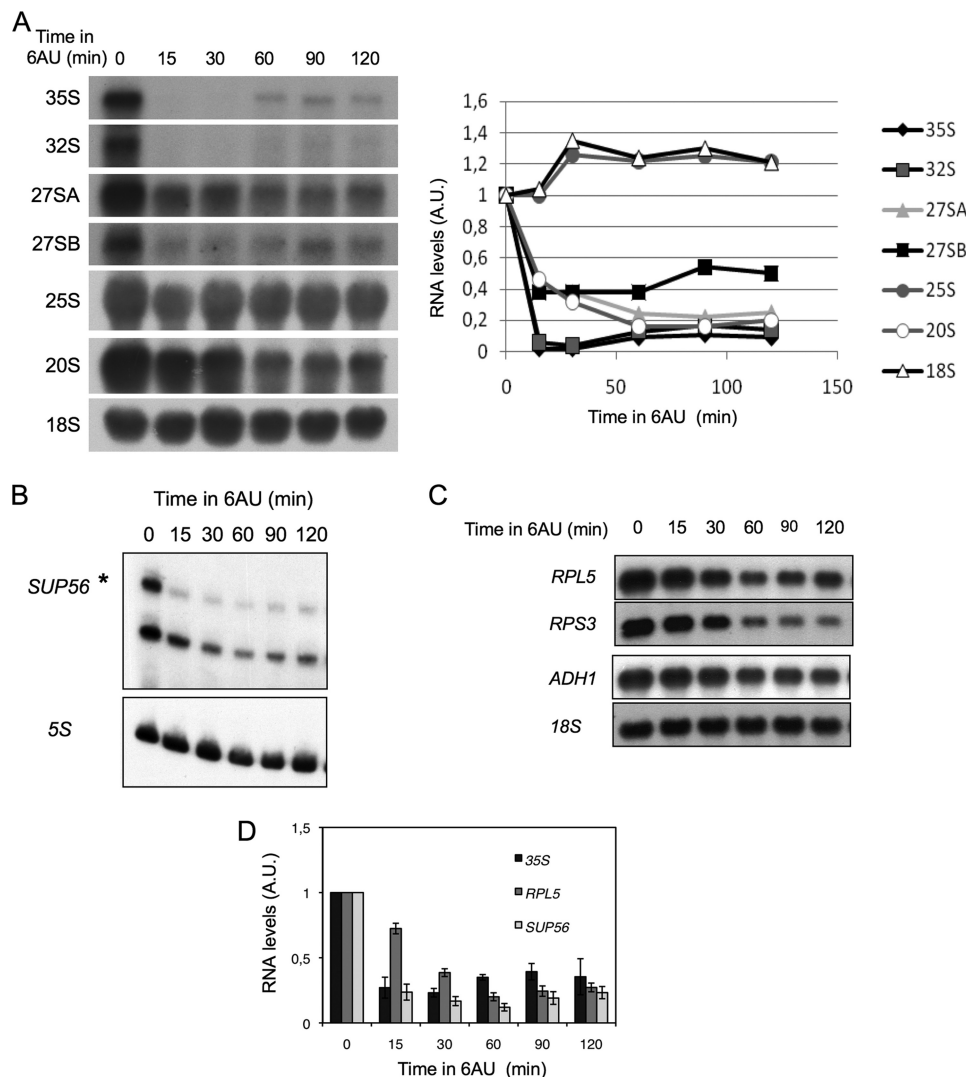 A
Time in
6AU (min) 0 15 30 60 90 120
35S
32S
27SA
27SB
25S
20S
18S
1,6
1,4
1,2
1
0,8
0,6
0,4
0,2
0
RNA levels (A.U.)
0 50 100 150
Time in 6AU (min)
35S
32S
27SA
27SB
25S
20S
18S
B
Time in 6AU (min)
0 15 30 60 90 120
SUP56 *
5S
C
Time in 6AU (min) 0 15 30 60 90 120
RPL5
RPS3
ADH1
18S
D
1,5
1
0,5
0
RNA levels (A.U.)
35S
RPL5
SUP56
0 15 30 60 90 120
Time in 6AU (min)